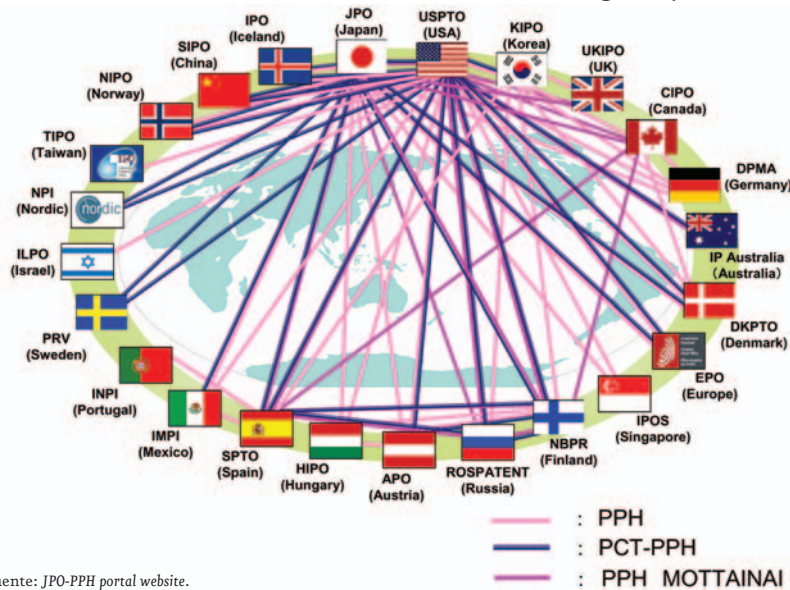 JPO
(Japan)
USPTO
(USA)
KIPO
(Korea)
UKIPO
(UK)
CIPO
(Canada)
DPMA
(Germany)
IP Australia
(Australia)
DKPTO
(Denmark)
EPO
(Europe)
IPOS
(Singapore)
NBPR
(Finland)
ROSPATENT
(Russia)
APO
(Austria)
HIPO
(Hungary)
SPTO
(Spain)
IMPI
(Mexico)
INPI
(Portugal)
PRV
(Sweden)
ILPO
(Israel)
NPI
(Nordic)
nordic
TIPO
(Taiwan)
NIPO
(Norway)
SIPO
(China)
IPO
(Iceland)
: PPH
: PCT-PPH
: PPH MOTTAINAI
uente: JPO-PPH portal website.